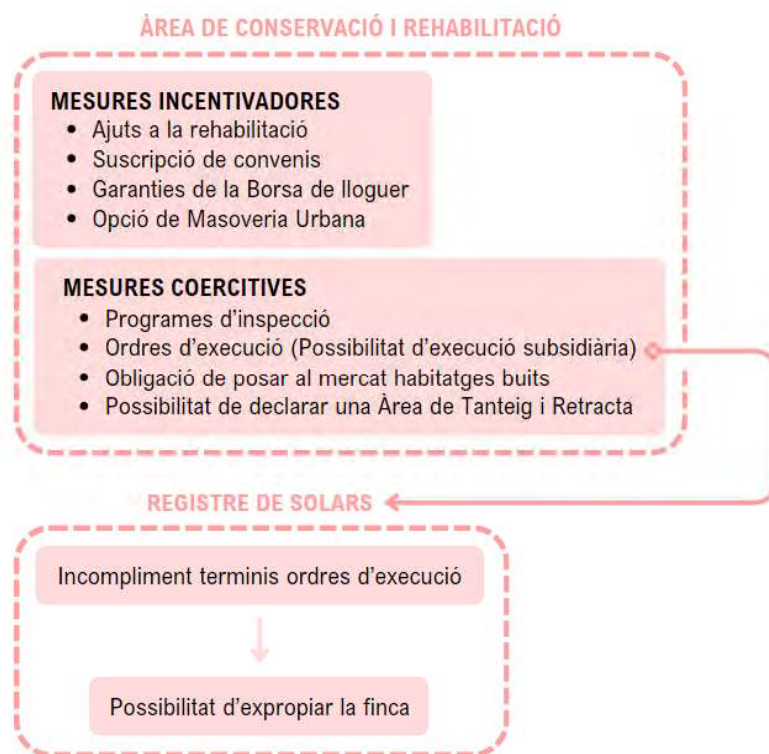 ÀREA DE CONSERVACIÓ I REHABILITACIÓ
MESURES INCENTIVADORES
• Ajuts a la rehabilitació
• Suscripció de convenis
• Garanties de la Borsa de lloguer
• Opció de Masoveria Urbana
MESURES COERCITIVES
• Programes d'inspecció
• Ordres d'execució (Possibilitat d'execució subsidiària)
• Obligació de posar al mercat habitatges buits
• Possibilitat de declarar una Àrea de Tanteig i Retracta
REGISTRE DE SOLARS
Incompliment terminis ordres d'execució
Possibilitat d'expropiar la finca